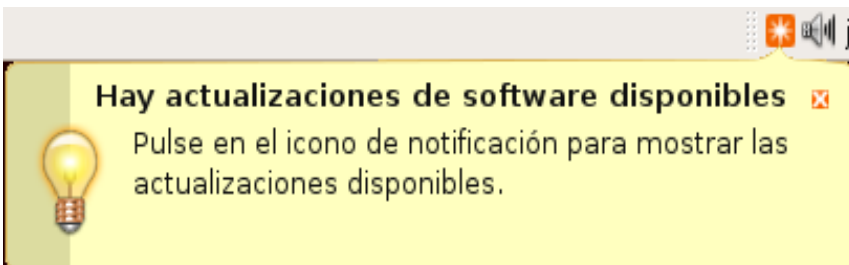 Hay actualizaciones de software disponibles
Pulse en el icono de notificación para mostrar las
actualizaciones disponibles.